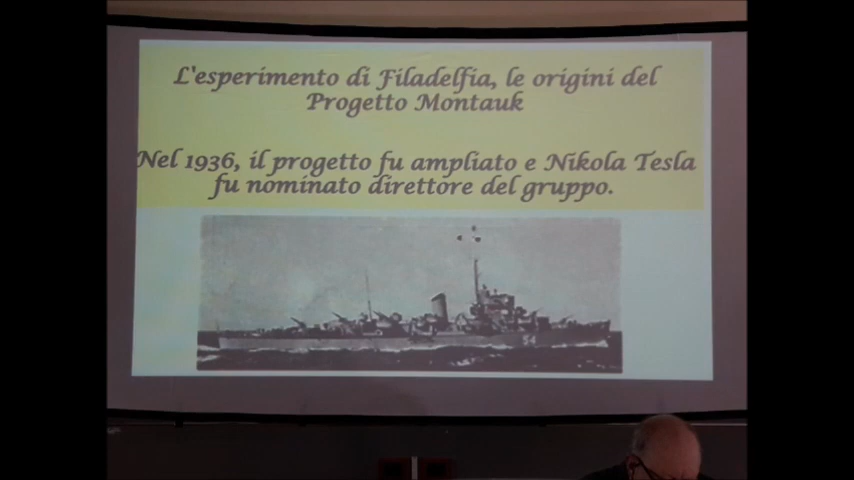 L'esperimento di Filadelfia, le origini del
Progetto Montauk
Nel 1936, il progetto fu ampliato e Nikola Tesla
fu nominato direttore del gruppo.
54